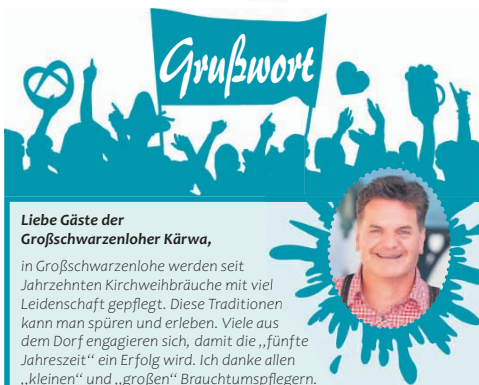 Grußwort
Liebe Gäste der
Großschwarzenloher Kärwa,
in Großschwarzenlohe werden seit
Jahrzehnten Kirchweihbräuche mit viel
Leidenschaft gepflegt. Diese Traditionen
kann man spüren und erleben. Viele aus
dem Dorf engagieren sich, damit die ,,fünfte
Jahreszeit“ ein Erfolg wird. Ich danke allen
,,kleinen“ und ,,großen“ Brauchtumspflegern.